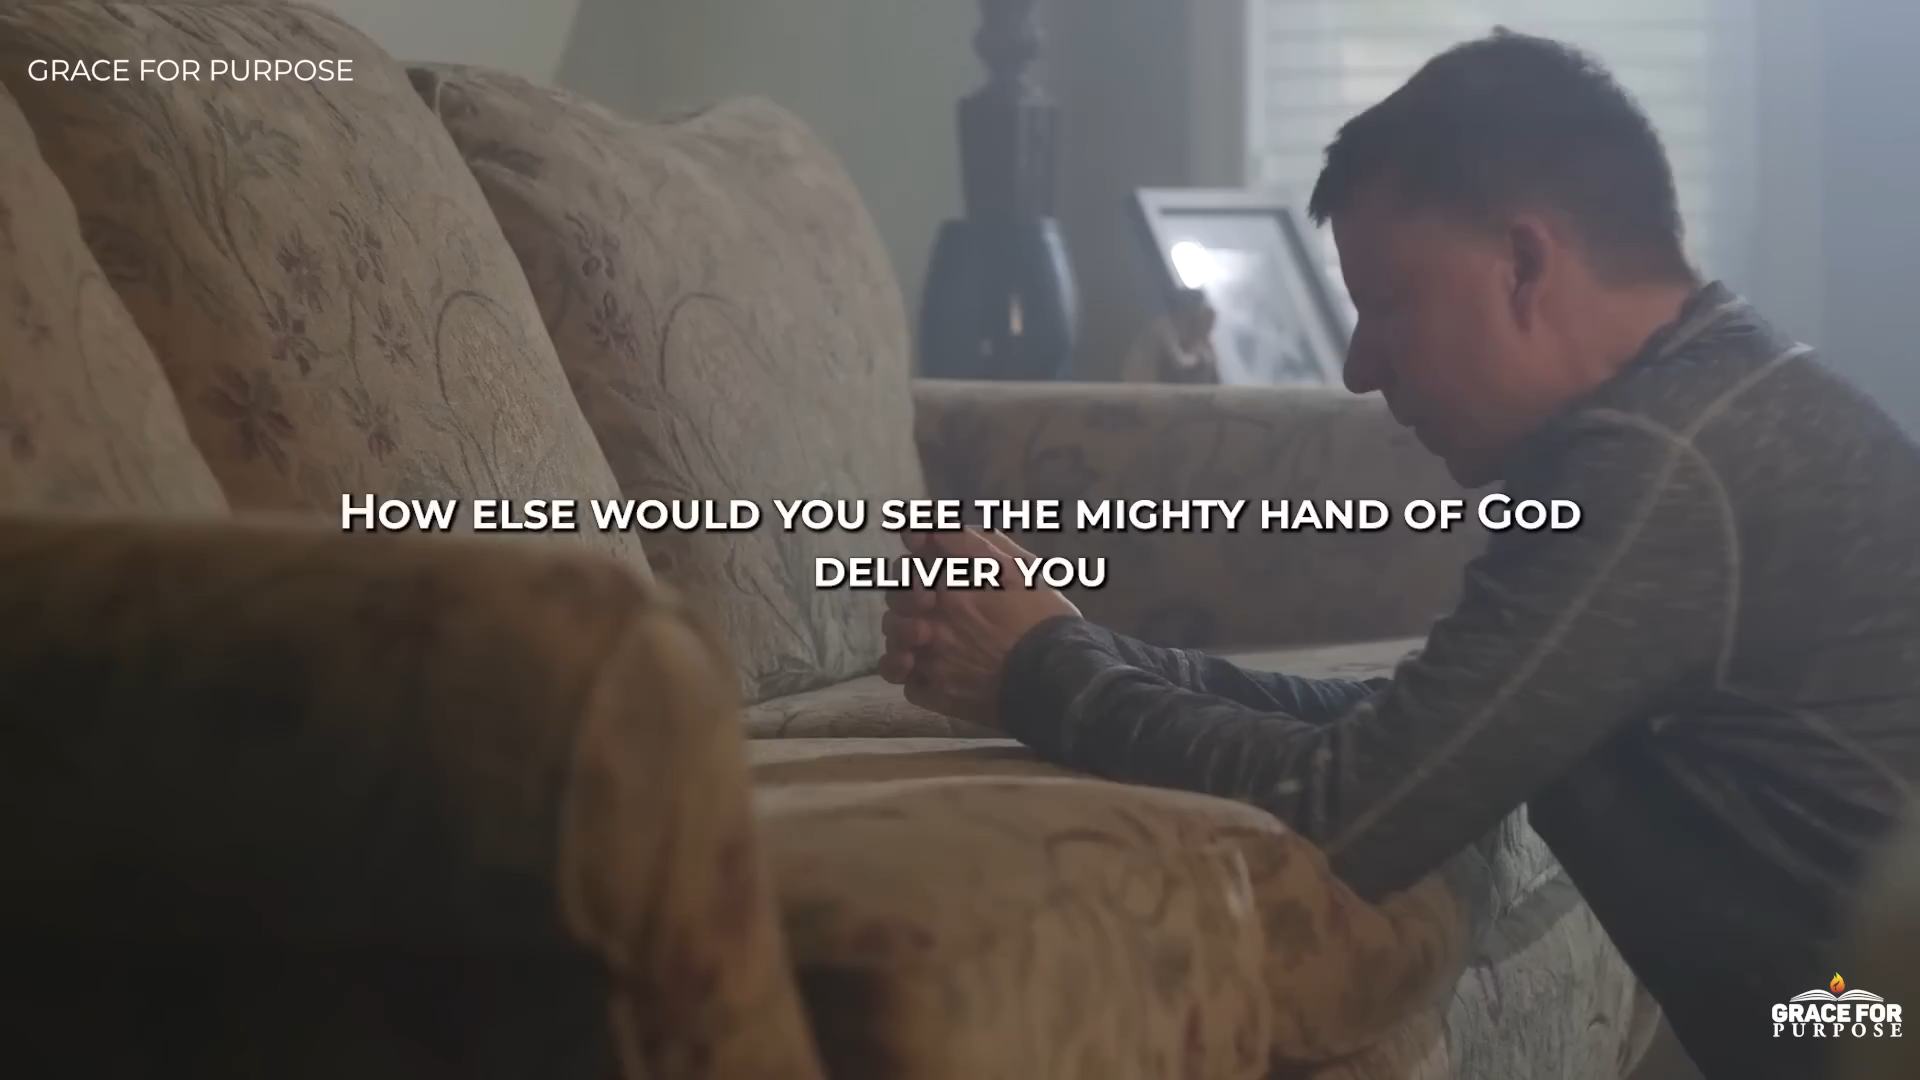 GRACE FOR PURPOSE
How else would you see the mighty hand of God
deliver you
GRACE FOR
PURPOSE